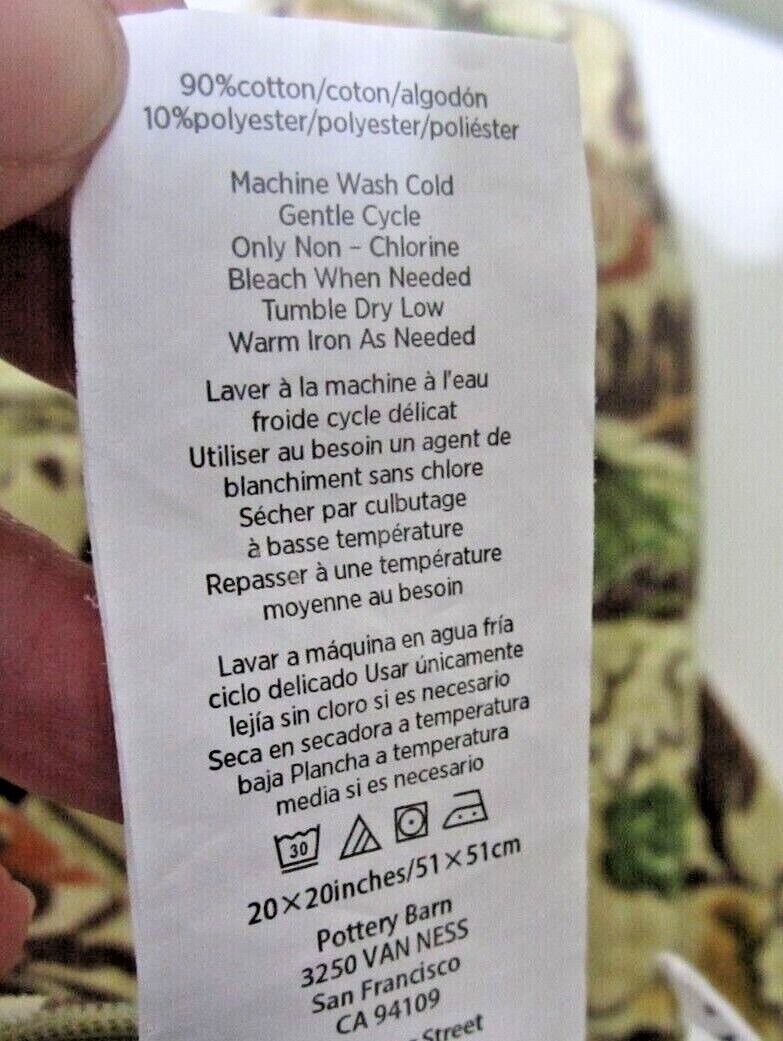 90%cotton/coton/algodón
10%polyester/polyester/poliéster
Machine Wash Cold
Gentle Cycle
Only Non - Chlorine
Bleach When Needed
Tumble Dry Low
Warm Iron As Needed
Laver à la machine à l'eau
froide cycle délicat
Utiliser au besoin un agent de
blanchiment sans chlore
Sécher par culbutage
à basse température
Repasser à une température
moyenne au besoin
Lavar a máquina en agua fría
ciclo delicado Usar únicamente
lejía sin cloro si es necesario
Seca en secadora a temperatura
baja Plancha a temperatura
media si es necesario
30
20×20inches/51×51cm
Pottery Barn
3250 VAN NESS
San Francisco
CA 94109
Street